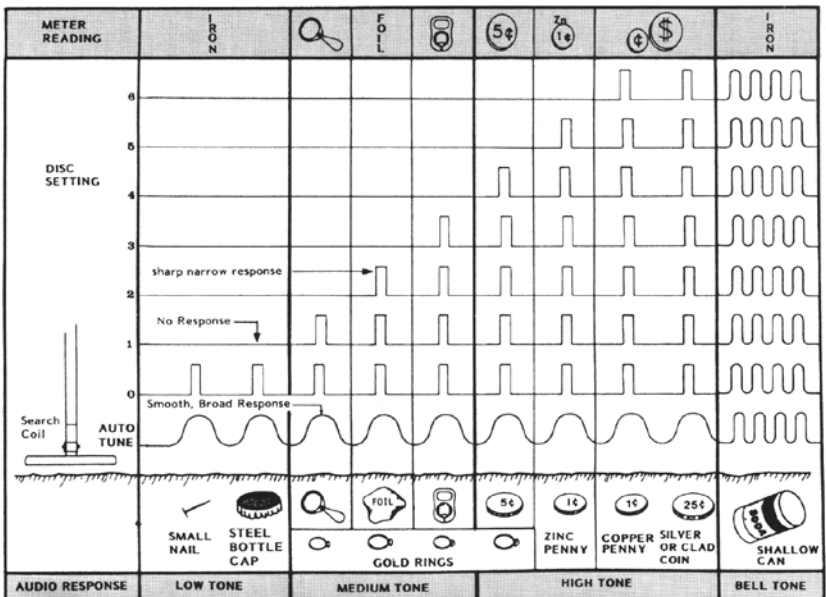 METER READING
IRON
FOIL
5¢
Zn
1¢
¢
$
IRON
6
5
DISC SETTING
4
3
sharp narrow response
2
No Response
1
0
Smooth, Broad Response
Search Coil
AUTO TUNE
FOIL
5¢
1¢
1¢
25¢
SODA
SMALL NAIL
STEEL BOTTLE CAP
GOLD RINGS
ZINC PENNY
COPPER PENNY
SILVER OR CLAD COIN
SHALLOW CAN
AUDIO RESPONSE
LOW TONE
MEDIUM TONE
HIGH TONE
BELL TONE